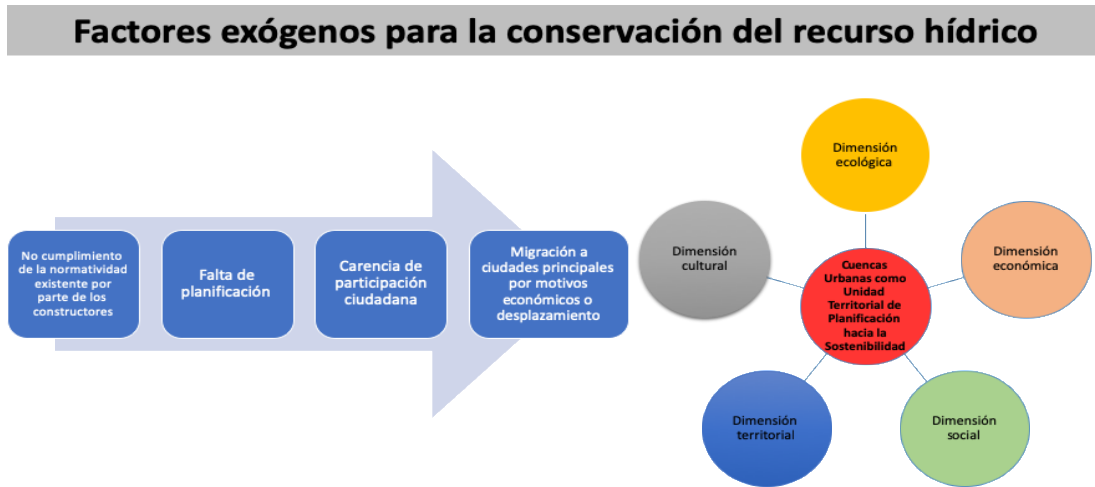 Factores exógenos para la conservación del recurso hídrico
No cumplimiento
de la normatividad
existente por
parte de los
constructores
Falta de
planificación
Carencia de
participación
ciudadana
Migración a
ciudades principales
por motivos
económicos o
desplazamiento
Dimensión
ecológica
Dimensión
cultural
Dimensión
económica
Cuencas
Urbanas como
Unidad
Territorial de
Planificación
hacia la
Sostenibilidad
Dimensión
territorial
Dimensión
social